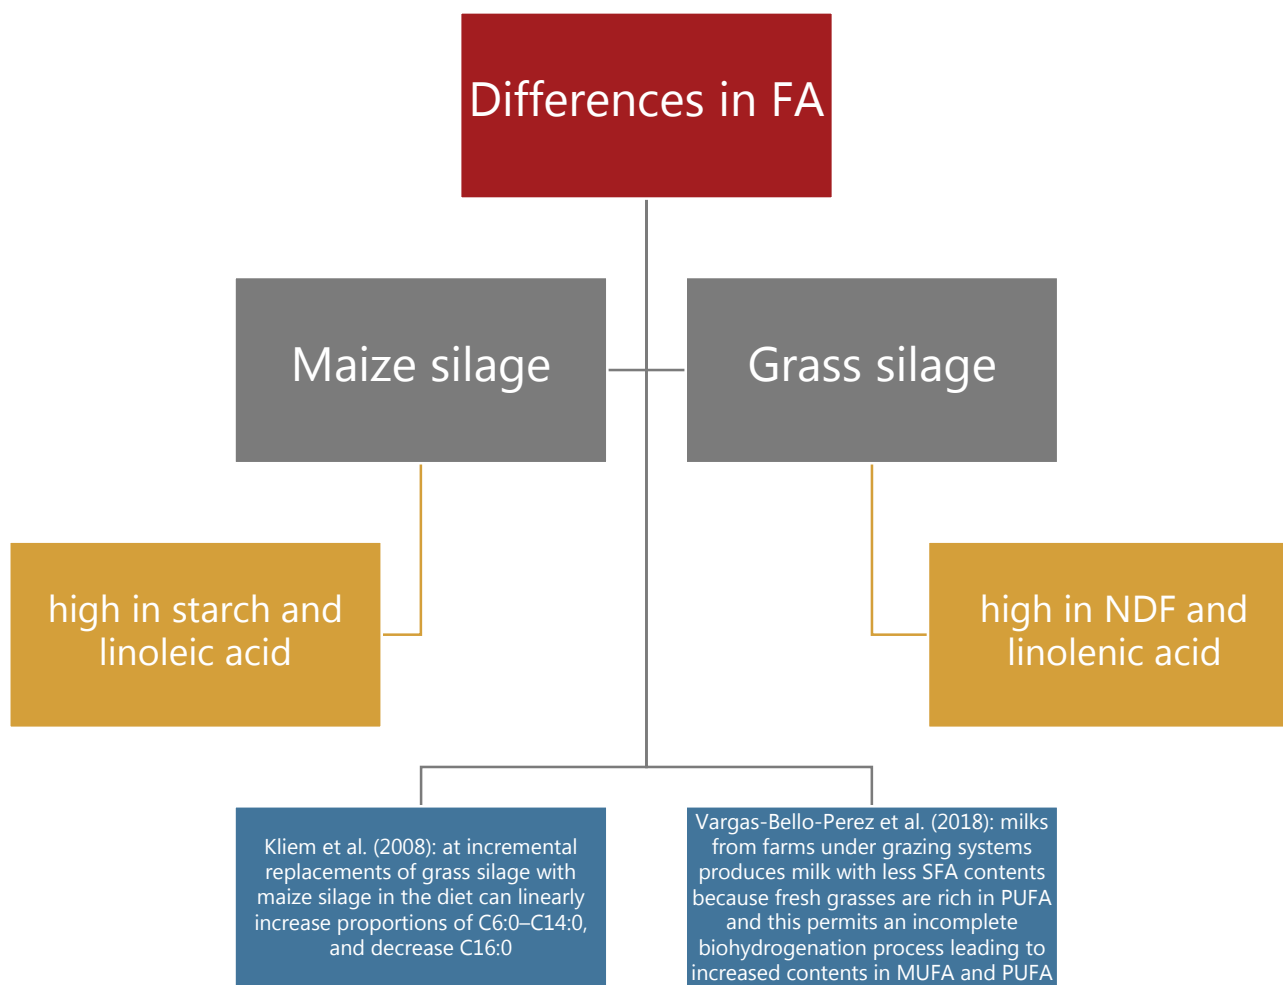 Differences in FA
Maize silage
Grass silage
high in starch and
linoleic acid
high in NDF and
linolenic acid
Kliem et al. (2008): at incremental
replacements of grass silage with
maize silage in the diet can linearly
increase proportions of C6:0–C14:0,
and decrease C16:0
Vargas-Bello-Perez et al. (2018): milks
from farms under grazing systems
produces milk with less SFA contents
because fresh grasses are rich in PUFA
and this permits an incomplete
biohydrogenation process leading to
increased contents in MUFA and PUFA